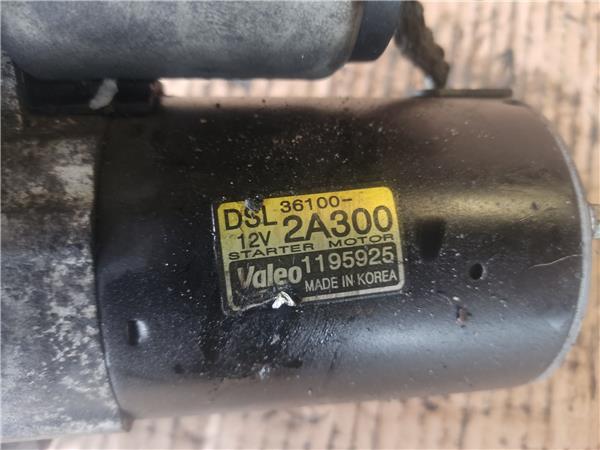 DSL 36100-
12V 2A300
STARTER MOTOR
Valeo 1195925
MADE IN KOREA